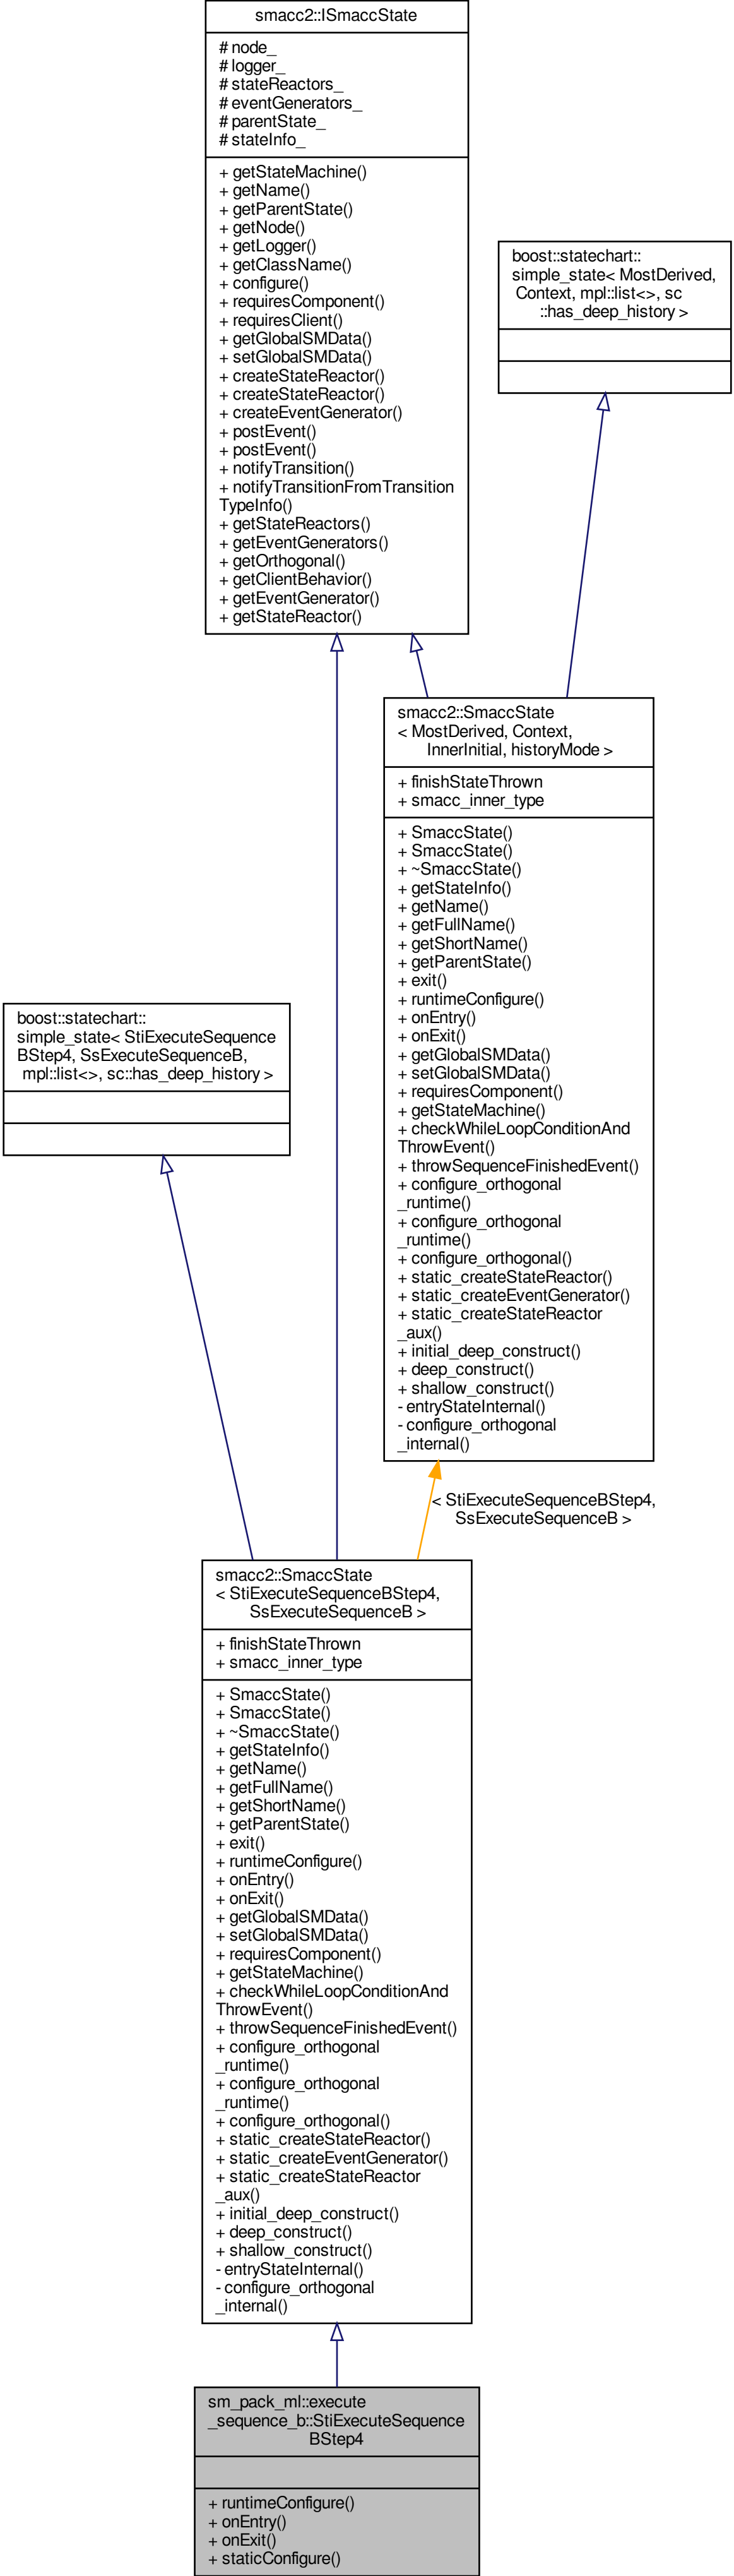 smacc2::ISmaccState
# node_
# logger_
# stateReactors_
# eventGenerators_
# parentState_
# stateInfo_
+ getStateMachine()
+ getName()
+ getParentState()
+ getNode()
+ getLogger()
+ getClassName()
+ configure()
+ requiresComponent()
+ requiresClient()
+ getGlobalSMData()
+ setGlobalSMData()
+ createStateReactor()
+ createStateReactor()
+ createEventGenerator()
+ postEvent()
+ postEvent()
+ notifyTransition()
+ notifyTransitionFromTransition
TypeInfo()
+ getStateReactors()
+ getEventGenerators()
+ getOrthogonal()
+ getClientBehavior()
+ getEventGenerator()
+ getStateReactor()
boost::statechart::
simple_state< MostDerived,
Context, mpl::list<>, sc
::has_deep_history >
smacc2::SmaccState
< MostDerived, Context,
InnerInitial, historyMode >
+ finishStateThrown
+ smacc_inner_type
+ SmaccState()
+ SmaccState()
+ ~SmaccState()
+ getStateInfo()
+ getName()
+ getFullName()
+ getShortName()
+ getParentState()
+ exit()
+ runtimeConfigure()
+ onEntry()
+ onExit()
+ getGlobalSMData()
+ setGlobalSMData()
+ requiresComponent()
+ getStateMachine()
+ checkWhileLoopConditionAnd
ThrowEvent()
+ throwSequenceFinishedEvent()
+ configure_orthogonal
_runtime()
+ configure_orthogonal
_runtime()
+ configure_orthogonal()
+ static_createStateReactor()
+ static_createEventGenerator()
+ static_createStateReactor
_aux()
+ initial_deep_construct()
+ deep_construct()
+ shallow_construct()
- entryStateInternal()
- configure_orthogonal
_internal()
boost::statechart::
simple_state< StiExecuteSequence
BStep4, SsExecuteSequenceB,
mpl::list<>, sc::has_deep_history >
< StiExecuteSequenceBStep4,
SsExecuteSequenceB >
smacc2::SmaccState
< StiExecuteSequenceBStep4,
SsExecuteSequenceB >
+ finishStateThrown
+ smacc_inner_type
+ SmaccState()
+ SmaccState()
+ ~SmaccState()
+ getStateInfo()
+ getName()
+ getFullName()
+ getShortName()
+ getParentState()
+ exit()
+ runtimeConfigure()
+ onEntry()
+ onExit()
+ getGlobalSMData()
+ setGlobalSMData()
+ requiresComponent()
+ getStateMachine()
+ checkWhileLoopConditionAnd
ThrowEvent()
+ throwSequenceFinishedEvent()
+ configure_orthogonal
_runtime()
+ configure_orthogonal
_runtime()
+ configure_orthogonal()
+ static_createStateReactor()
+ static_createEventGenerator()
+ static_createStateReactor
_aux()
+ initial_deep_construct()
+ deep_construct()
+ shallow_construct()
- entryStateInternal()
- configure_orthogonal
_internal()
sm_pack_ml::execute
_sequence_b::StiExecuteSequence
BStep4
+ runtimeConfigure()
+ onEntry()
+ onExit()
+ staticConfigure()